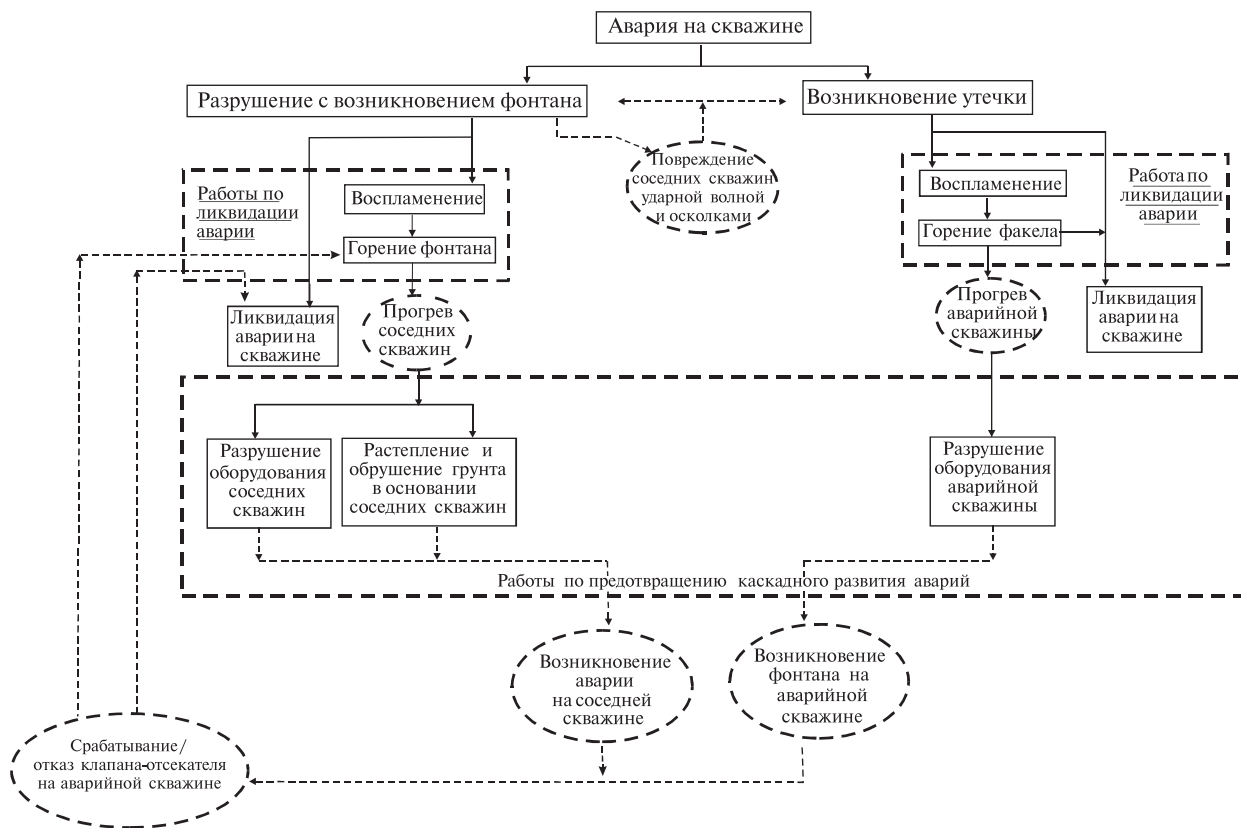 Авария на скважине
Разрушение с возникновением фонтана
Возникновение утечки
Повреждение
соседних скважин
ударной волной
и осколками
Работы по
ликвидации
аварии
Воспламенение
Горение фонтана
Воспламенение
Горение факела
Работа по
ликвидации
аварии
Ликвидация
аварии на
скважине
Прогрев
соседних
скважин
Прогрев
аварийной
скважины
Ликвидация
аварии на
скважине
Разрушение
оборудования
соседних
скважин
Растепление и
обрушение грунта
в основании
соседних скважин
Разрушение
оборудования
аварийной
скважины
Работы по предотвращению каскадного развития аварий
Возникновение
аварии
на соседней
скважине
Возникновение
фонтана на
аварийной
скважине
Срабатывание/
отказ клапана-отсекателя
на аварийной скважине